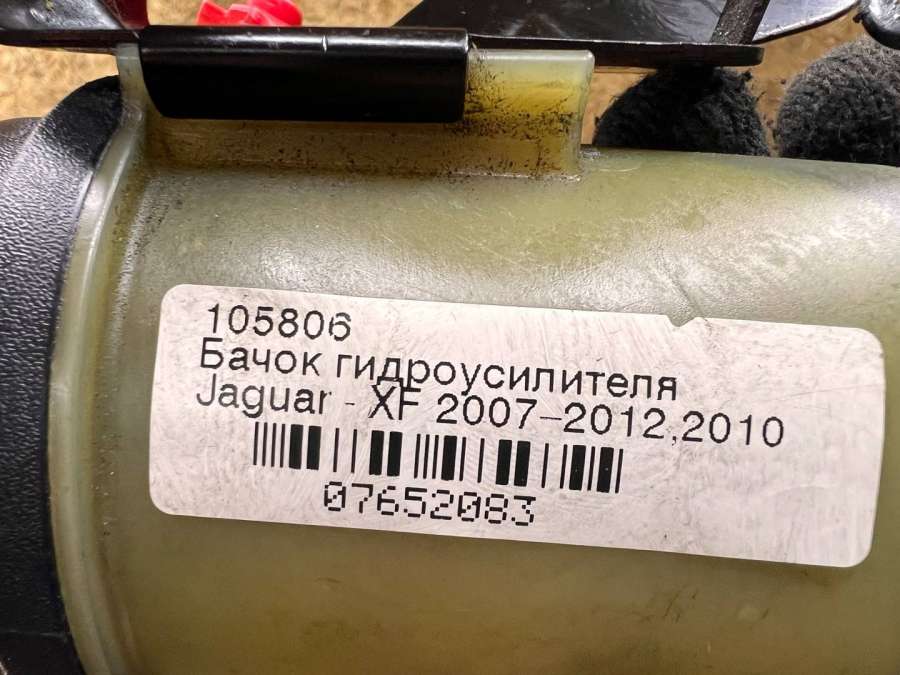 105806
Бачок гидроусилителя
Jaguar - XF 2007-2012,2010
07652083